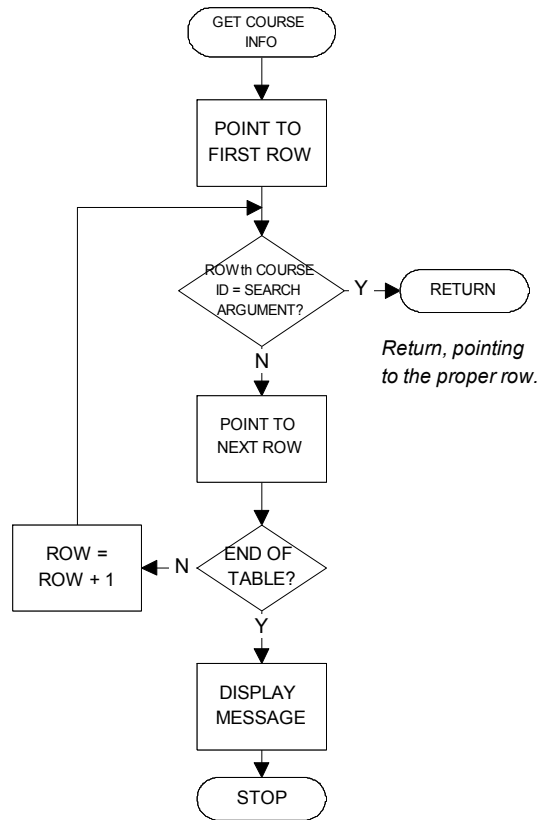 GET COURSE
INFO
POINT TO
FIRST ROW
ROWth COURSE
ID = SEARCH
ARGUMENT?
Y
RETURN
Return, pointing
to the proper row.
N
POINT TO
NEXT ROW
ROW =
ROW + 1
N
END OF
TABLE?
Y
DISPLAY
MESSAGE
STOP